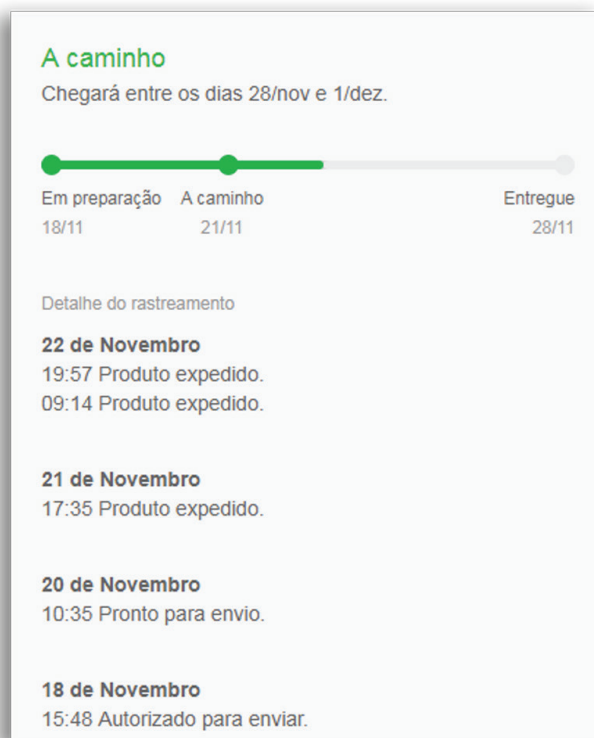 A caminho
Chegará entre os dias 28/nov e 1/dez.
Em preparação A caminho Entregue
18/11 21/11 28/11
Detalhe do rastreamento
22 de Novembro
19:57 Produto expedido.
09:14 Produto expedido.
21 de Novembro
17:35 Produto expedido.
20 de Novembro
10:35 Pronto para envio.
18 de Novembro
15:48 Autorizado para enviar.